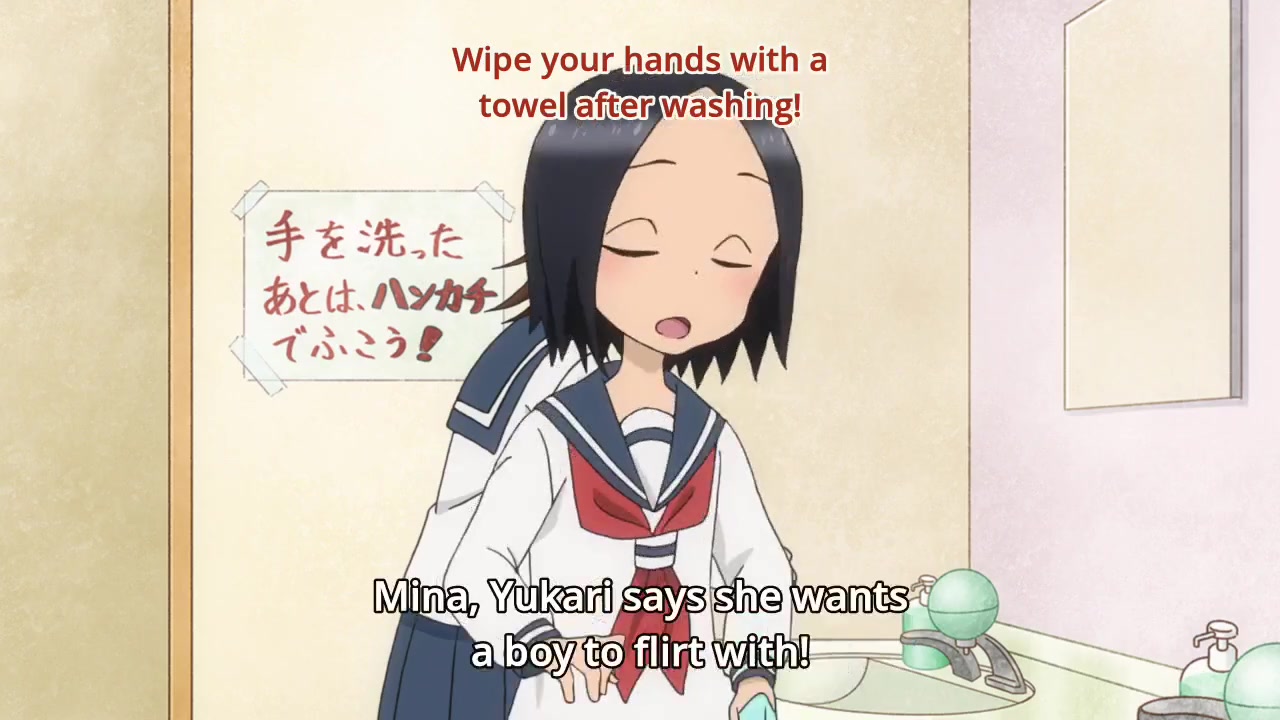 Wipe your hands with a
towel after washing!
手を洗った
あとは、ハンカチ
でふこう!
Mina, Yukari says she wants
a boy to flirt with!